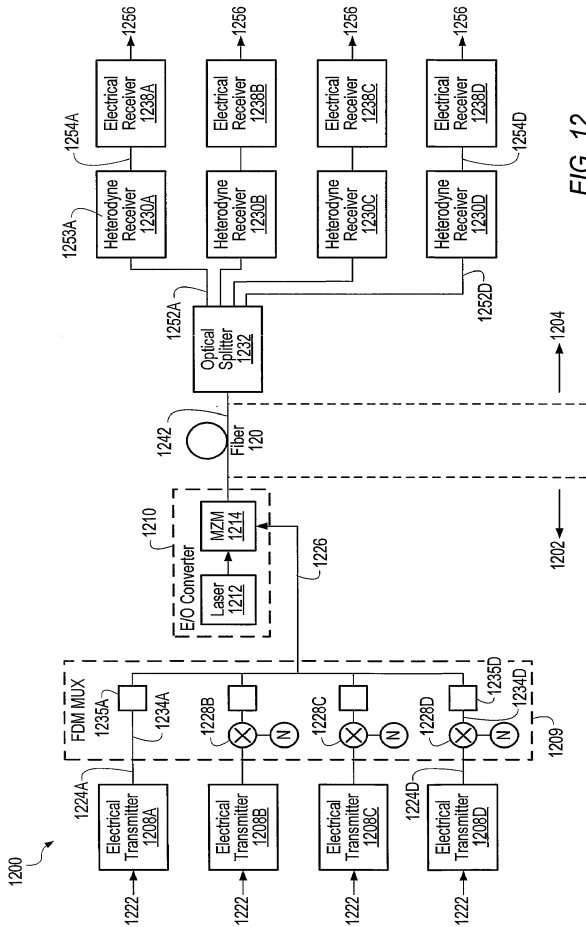 1200
1222
Electrical
Transmitter
1208A
1222
Electrical
Transmitter
1208B
1222
Electrical
Transmitter
1208C
1222
Electrical
Transmitter
1208D
1224A
1224D
FDM MUX
1235A
1234A
1228B
N
1228C
N
1228D
N
1235D
1234D
1209
E/O Converter
1210
Laser
1212
MZM
1214
1226
1202
1242
Fiber
120
1204
Optical
Splitter
1232
1252A
1252D
1253A
Heterodyne
Receiver
1230A
Heterodyne
Receiver
1230B
Heterodyne
Receiver
1230C
Heterodyne
Receiver
1230D
1254A
1254D
Electrical
Receiver
1238A
1256
Electrical
Receiver
1238B
1256
Electrical
Receiver
1238C
1256
Electrical
Receiver
1238D
1256
FIG. 12